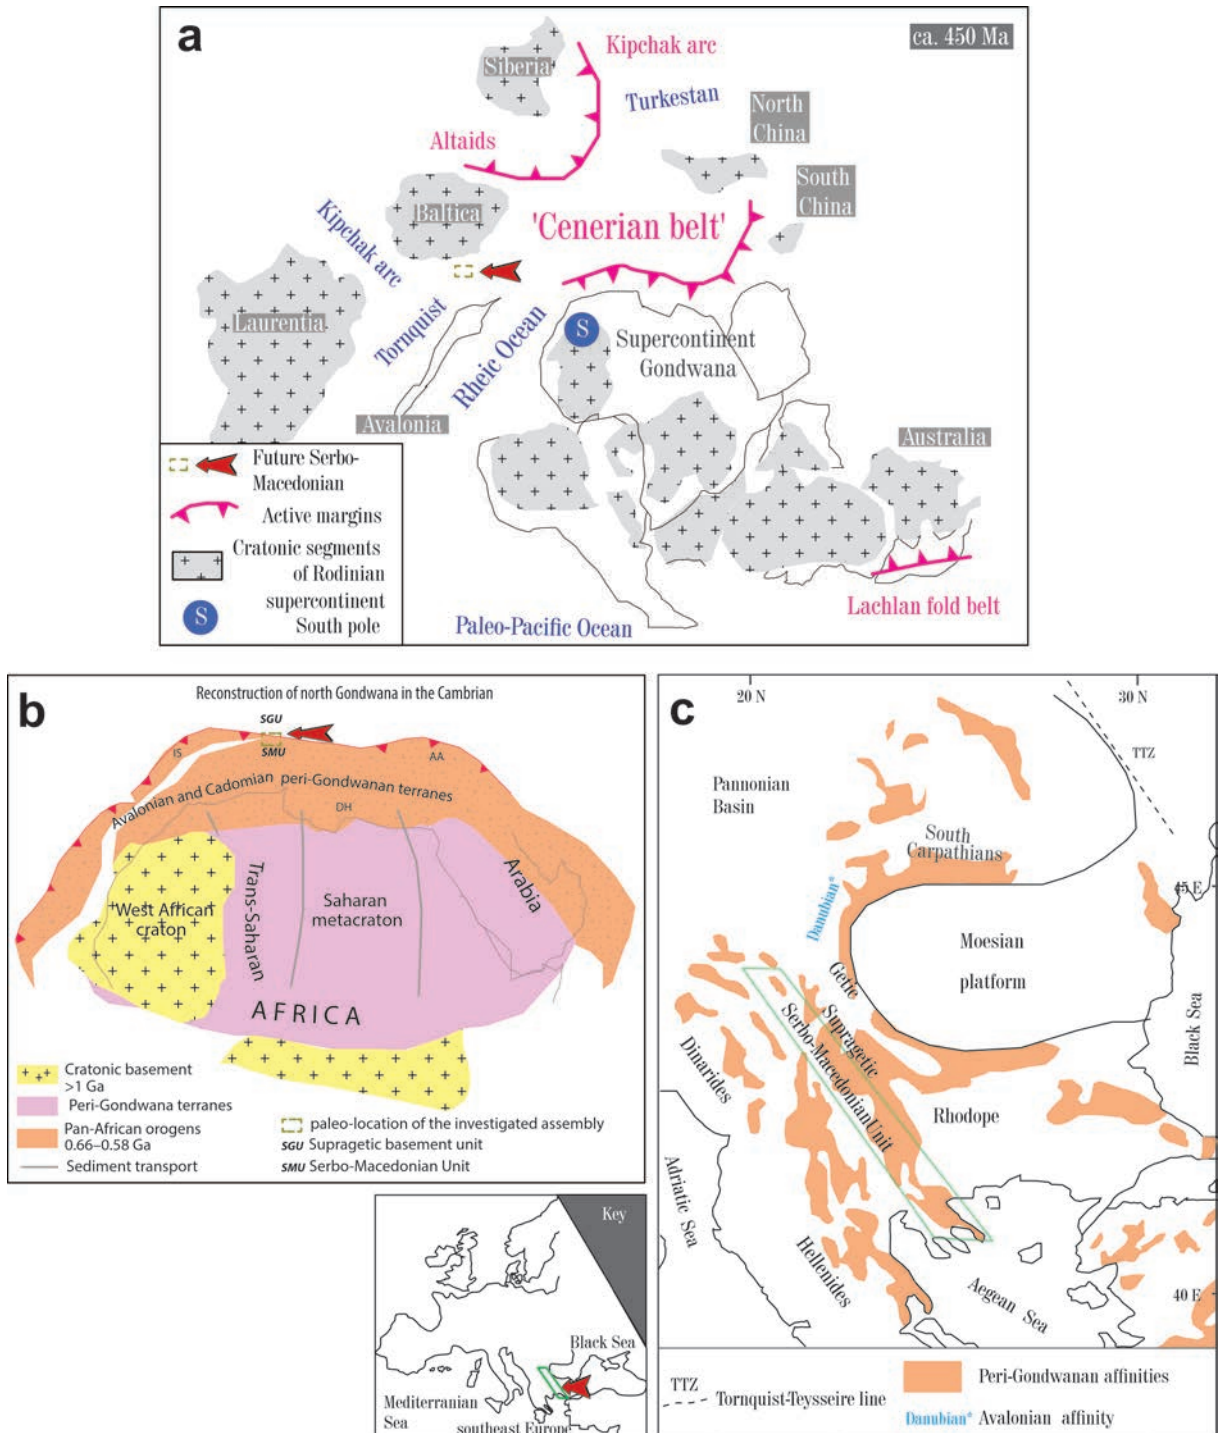 a
ca. 450 Ma
Kipchak arc
Siberia
Turkestan
North
China
Altaids
South
China
Baltica
'Cenerian belt'
Kipchak arc
Laurentia
Tornquist
Rheic Ocean
S
Supercontinent
Gondwana
Avalonia
Australia
Future Serbo-
Macedonian
Active margins
Cratonic segments
of Rodinian
supercontinent
S
South pole
Lachlan fold belt
Paleo-Pacific Ocean
b
Reconstruction of north Gondwana in the Cambrian
SGU
IS
SMU
AA
Avalonian and Cadomian peri-Gondwanan terranes
DH
West African
craton
Trans-Saharan
Saharan
metacraton
Arabia
AFRICA
Cratonic basement
>1 Ga
Peri-Gondwana terranes
Pan-African orogens
0.66–0.58 Ga
Sediment transport
paleo-location of the investigated assembly
SGU Supragetic basement unit
SMU Serbo-Macedonian Unit
c
20 N
30 N
TTZ
Pannonian
Basin
South
Carpathians
45 E
Danubian*
Moesian
platform
Getic
Supragetic
Serbo-Macedonian Unit
Black Sea
Dinarides
Rhodope
Adriatic Sea
Hellenides
Aegean Sea
40 E
TTZ
Tornquist-Teysseire line
Peri-Gondwanan affinities
Danubian* Avalonian affinity
Key
Black Sea
Mediterranean
Sea
southeast Europe